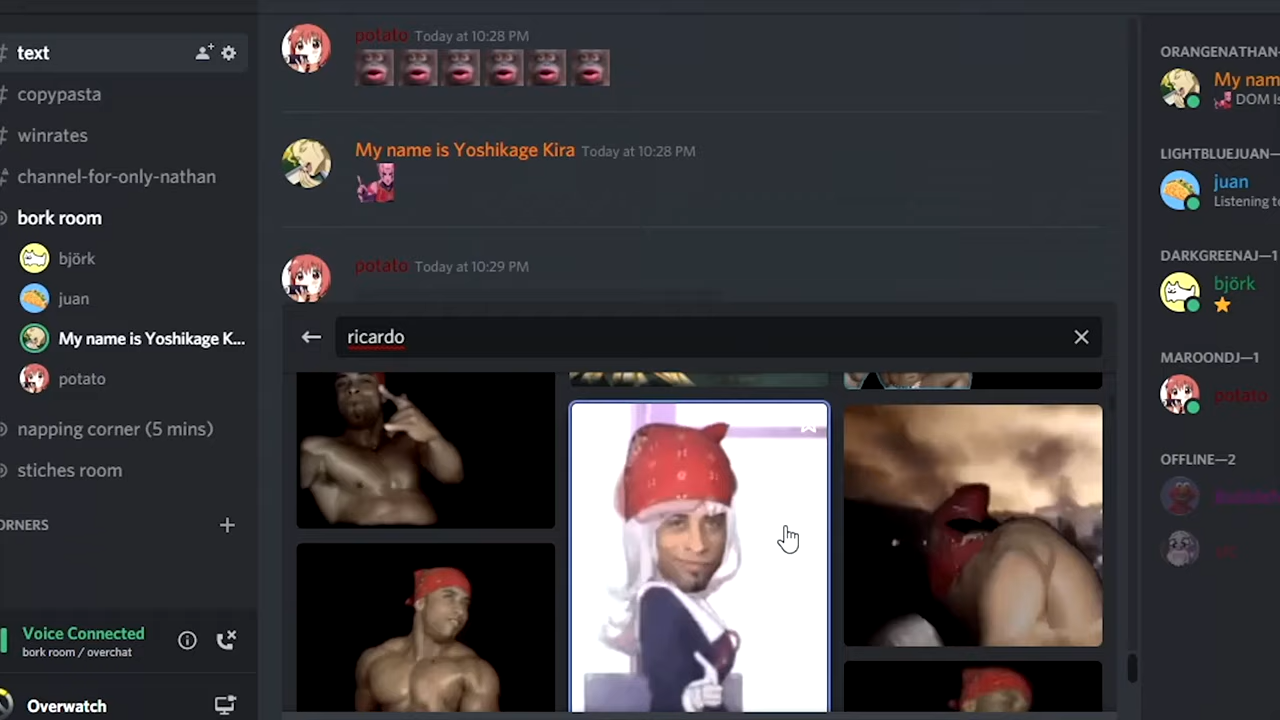 text
copypasta
winrates
channel-for-only-nathan
bork room
björk
juan
My name is Yoshikage K...
potato
napping corner (5 mins)
stiches room
ORNERS
Voice Connected
bork room / overchat
Overwatch
potato Today at 10:28 PM
My name is Yoshikage Kira Today at 10:28 PM
potato Today at 10:29 PM
ricardo
ORANGENATHAN—
My nam
DOM Is
LIGHTBLUEJUAN—
juan
Listening to
DARKGREENAJ—1
björk
MAROONDJ—1
potato
OFFLINE—2